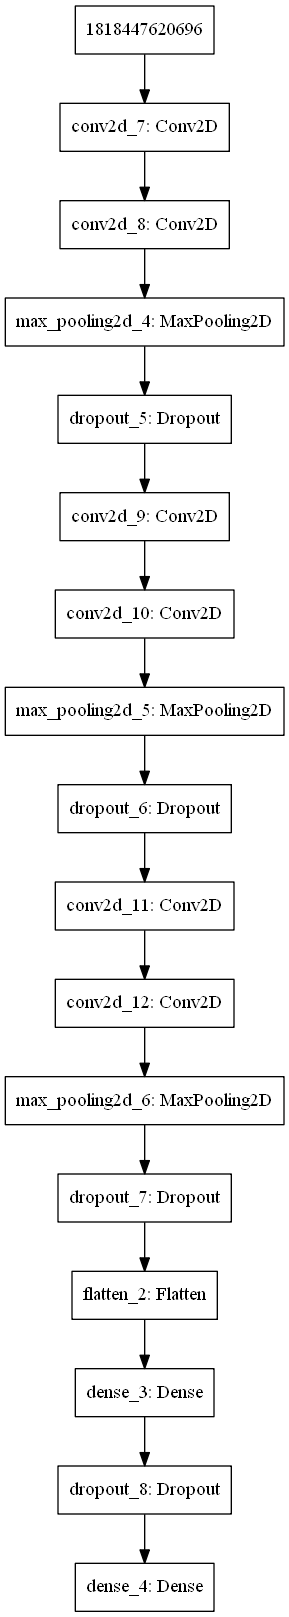 1818447620696
conv2d_7: Conv2D
conv2d_8: Conv2D
max_pooling2d_4: MaxPooling2D
dropout_5: Dropout
conv2d_9: Conv2D
conv2d_10: Conv2D
max_pooling2d_5: MaxPooling2D
dropout_6: Dropout
conv2d_11: Conv2D
conv2d_12: Conv2D
max_pooling2d_6: MaxPooling2D
dropout_7: Dropout
flatten_2: Flatten
dense_3: Dense
dropout_8: Dropout
dense_4: Dense